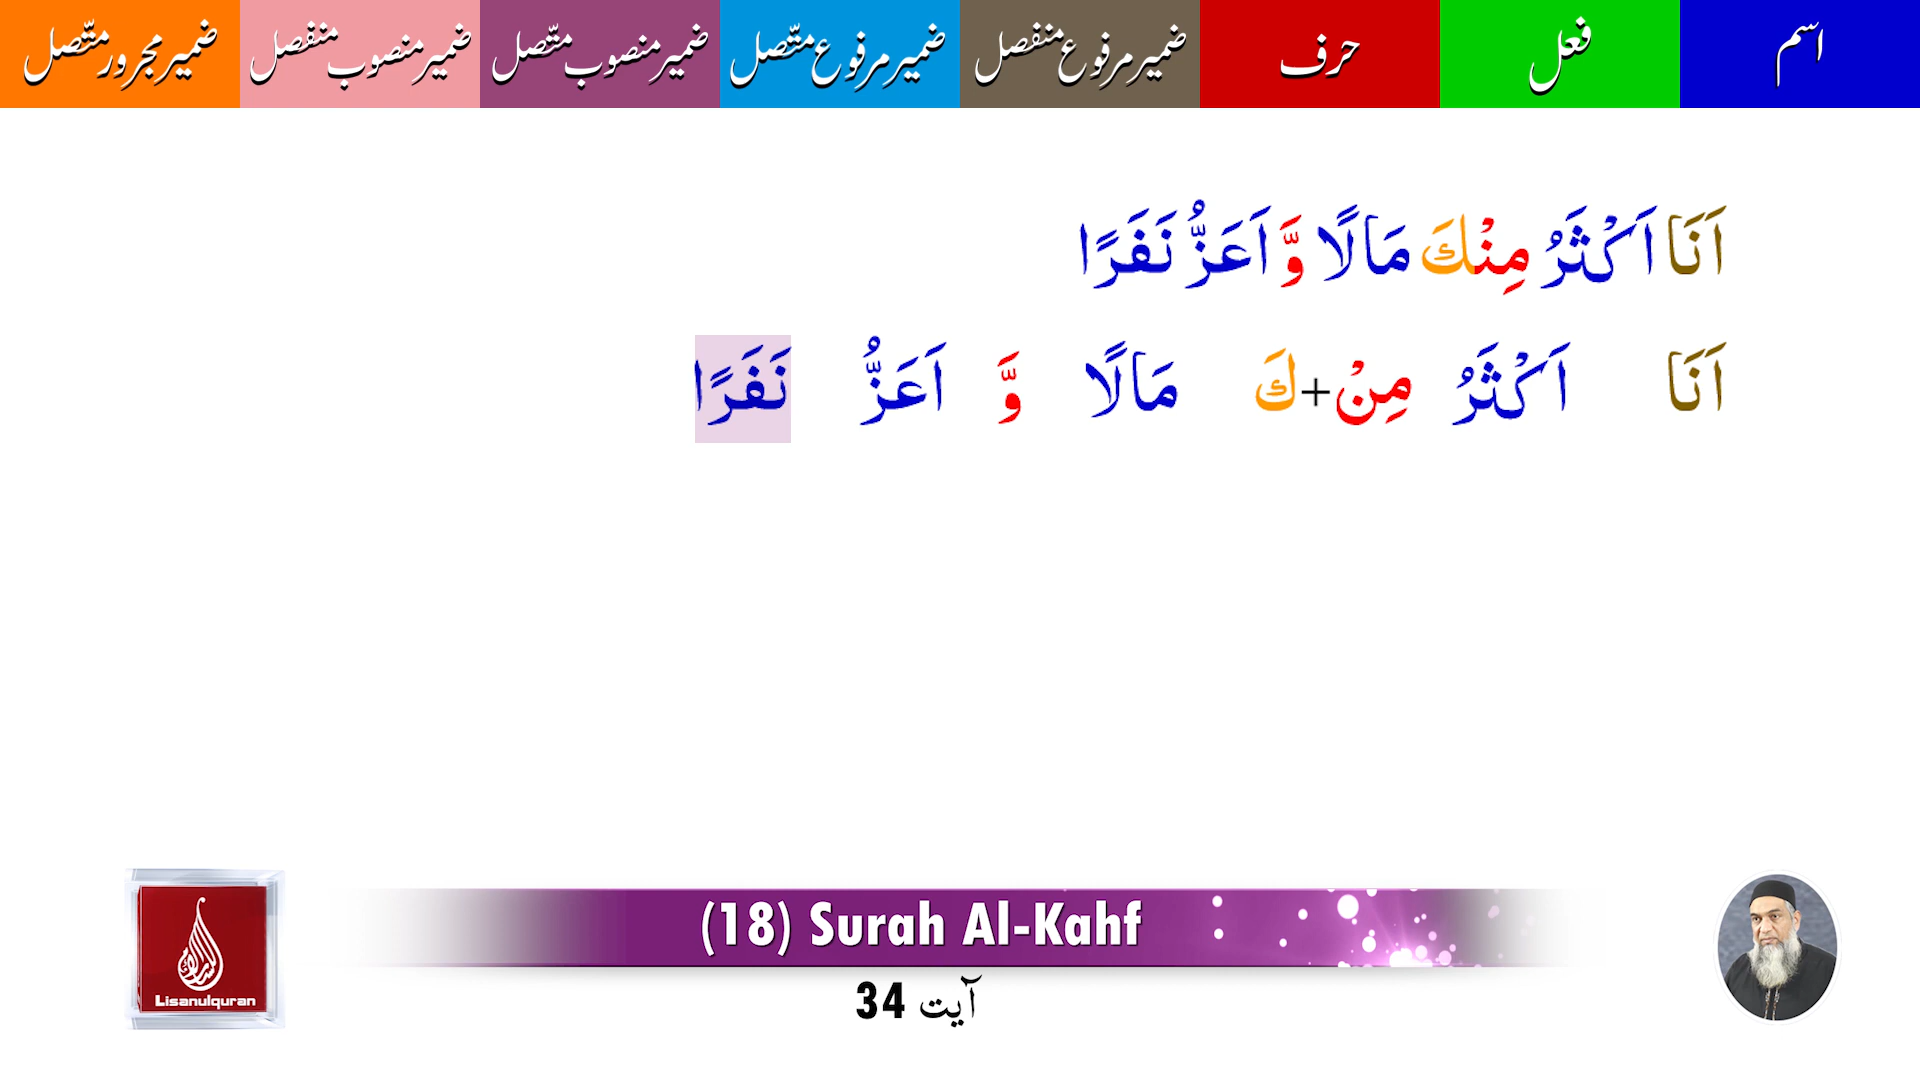 اسم فعل حرف ضمیر مرفوع منفصل ضمیر مرفوع متّصل ضمیر منصوب متّصل ضمیر منصوب منفصل ضمیر مجرور متّصل
اَنَا اَكْثَرُ مِنْكَ مَالًا وَّ اَعَزُّ نَفَرًا
اَنَا اَكْثَرُ مِنْ+كَ مَالًا وَّ اَعَزُّ نَفَرًا
(18) Surah Al-Kahf
آیت 34
Lisanulquran